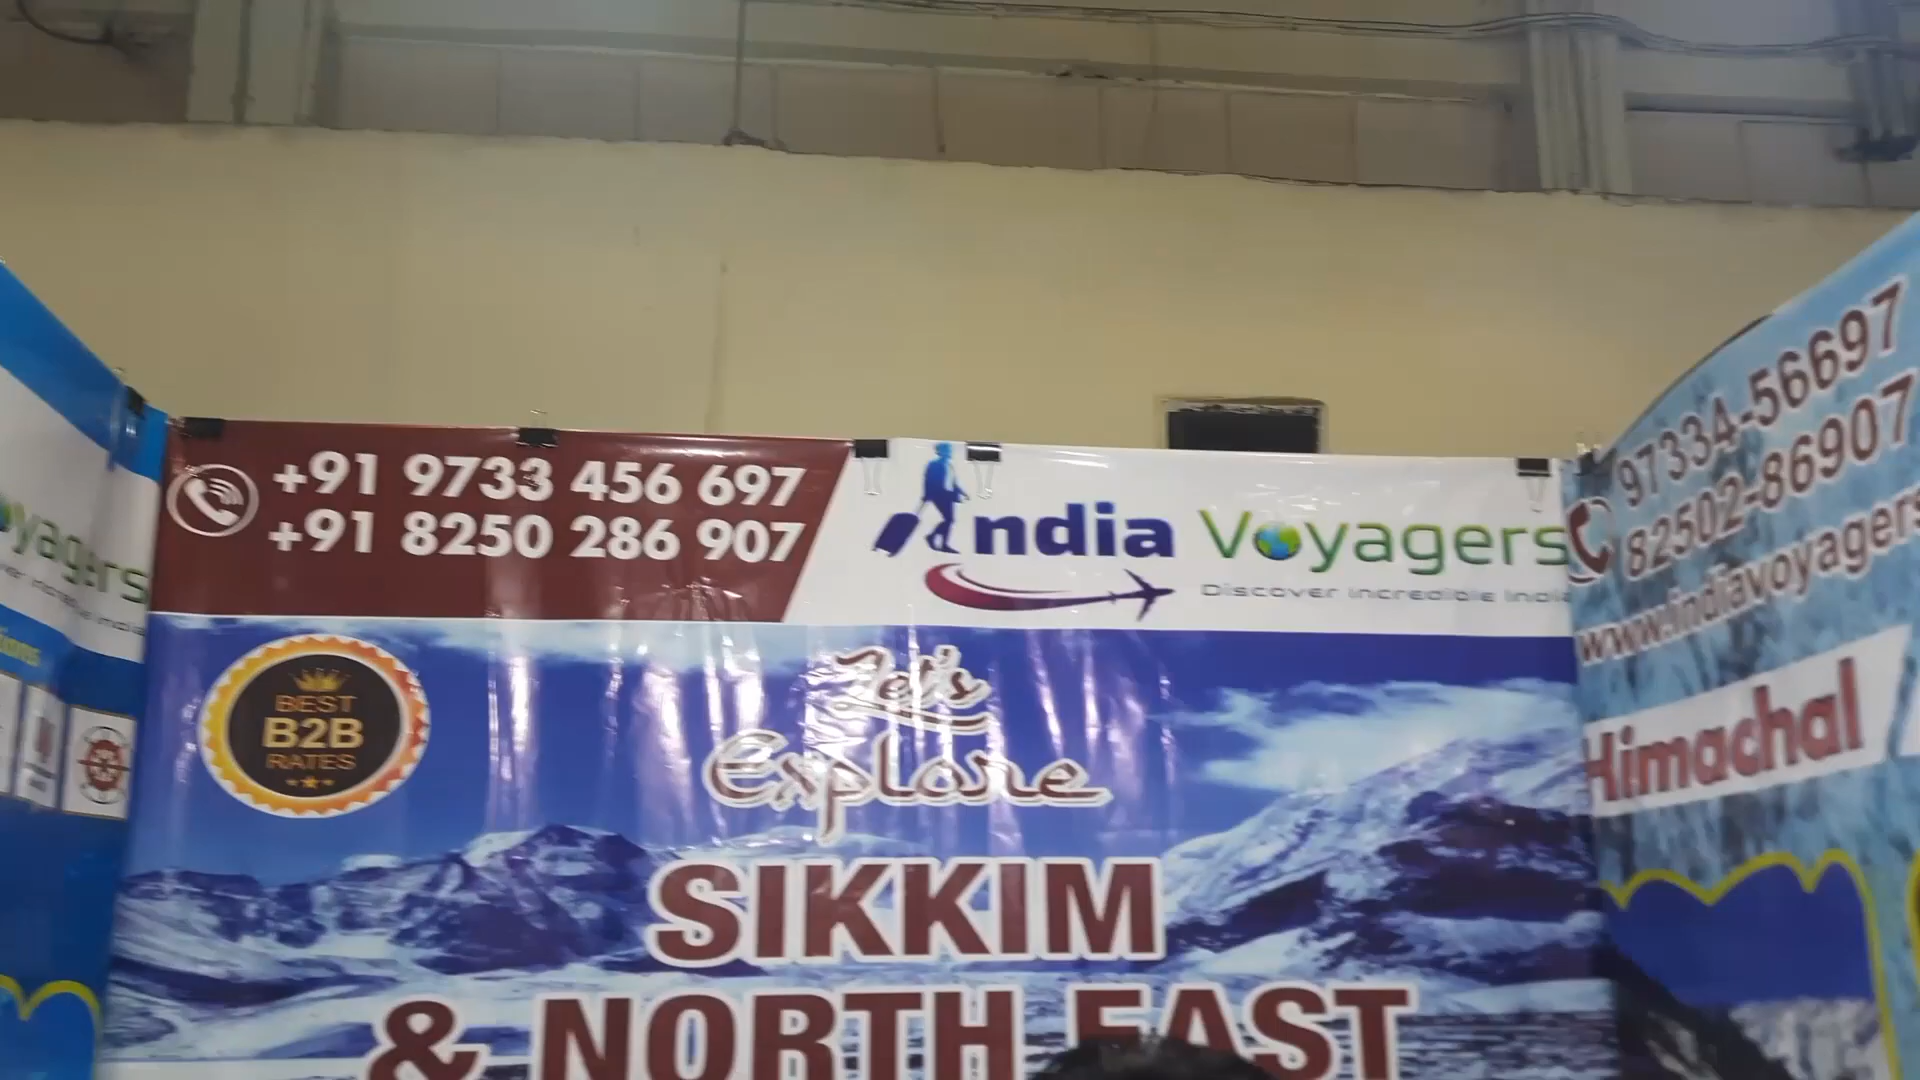 +91 9733 456 697
+91 8250 286 907
India Voyagers
Discover Incredible India
BEST
B2B
RATES
Let's
Explore
SIKKIM
& NORTH EAST
97334-56697
82502-86907
www.indiavoyagers
Himachal